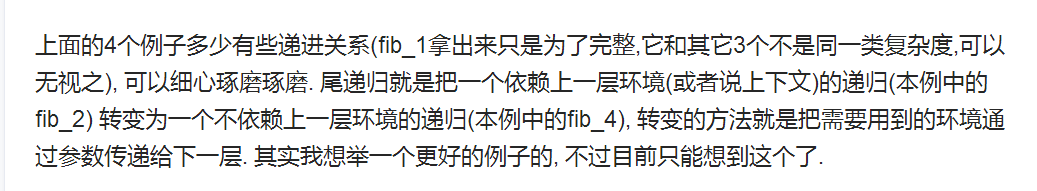 上面的4个例子多少有些递进关系(fib_1拿出来只是为了完整,它和其它3个不是同一类复杂度,可以
无视之), 可以细心琢磨琢磨. 尾递归就是把一个依赖上一层环境(或者说上下文)的递归(本例中的
fib_2) 转变为一个不依赖上一层环境的递归(本例中的fib_4), 转变的方法就是把需要用到的环境通
过参数传递给下一层. 其实我想举一个更好的例子的, 不过目前只能想到这个了.